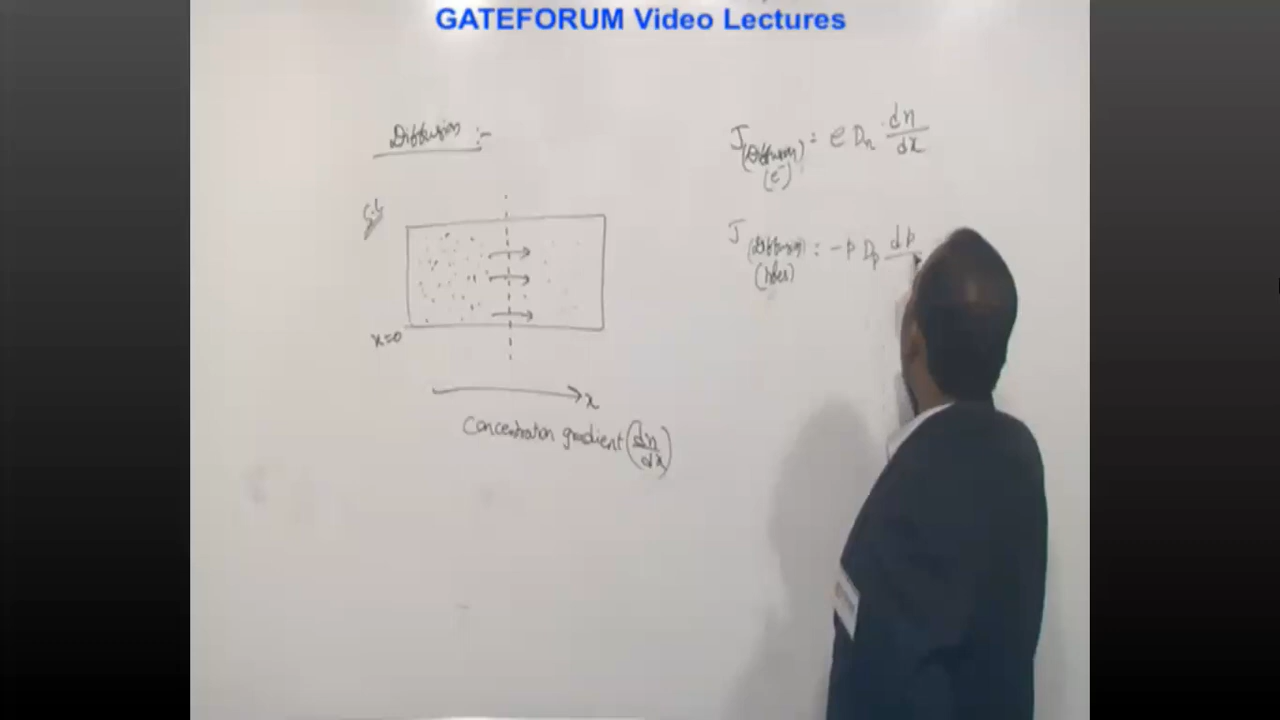 GATEFORUM Video Lectures
Diffusion :-
x=0
x
Concentration gradient (dn/dx)
J(Diffusion) (e⁻) = e Dn . dn/dx
J(Diffusion) (holes) = -p Dp dp